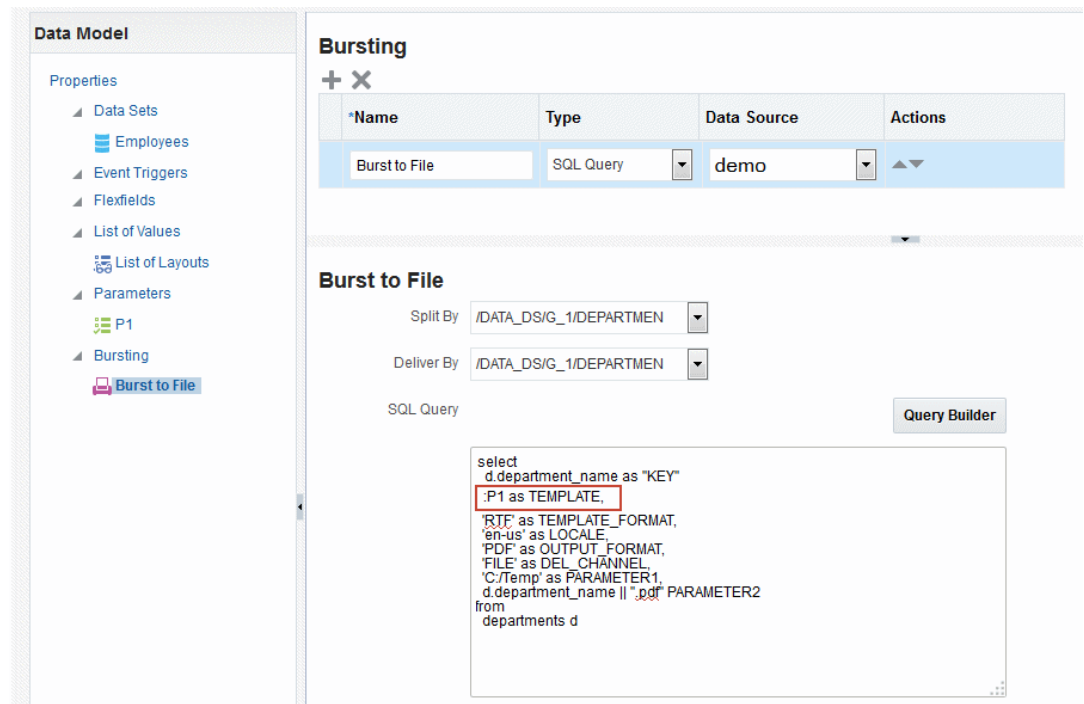 Data Model
Properties
Data Sets
Employees
Event Triggers
Flexfields
List of Values
List of Layouts
Parameters
P1
Bursting
Burst to File
Bursting
*Name Type Data Source Actions
Burst to File SQL Query demo
Burst to File
Split By /DATA_DS/G_1/DEPARTMEN
Deliver By /DATA_DS/G_1/DEPARTMEN
SQL Query
Query Builder
select
d.department_name as "KEY"
:P1 as TEMPLATE,
'RTF' as TEMPLATE_FORMAT,
'en-us' as LOCALE,
'PDF' as OUTPUT_FORMAT,
'FILE' as DEL_CHANNEL,
'C:/Temp' as PARAMETER1,
d.department_name || ".pdf" PARAMETER2
from
departments d